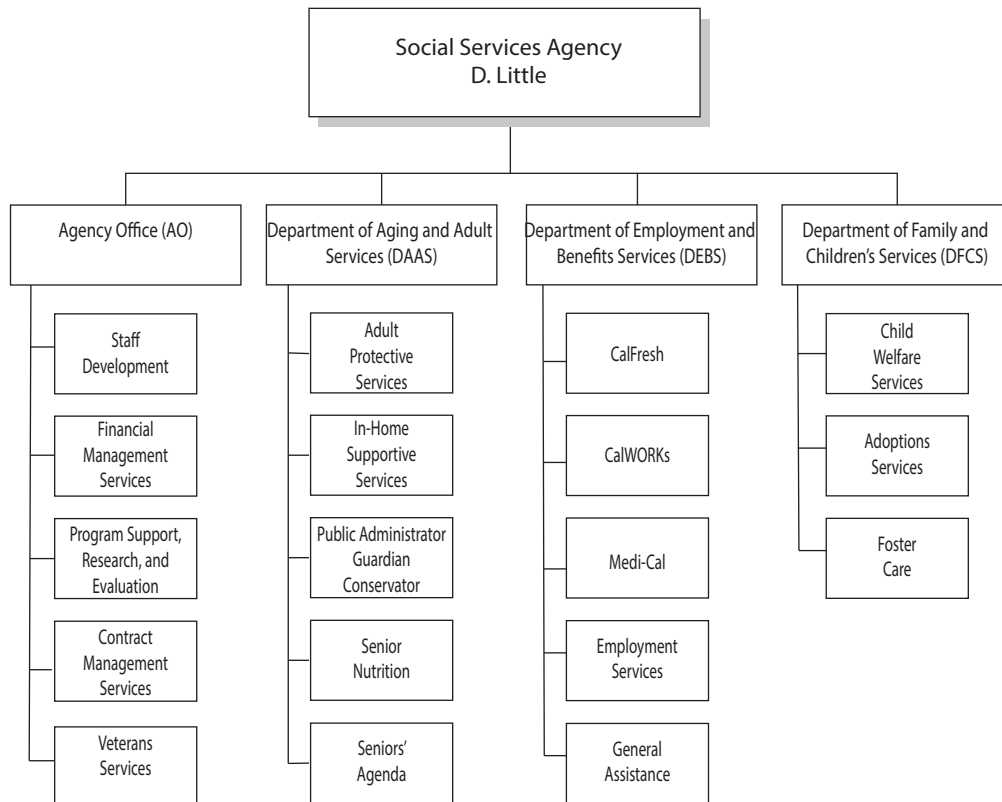 Social Services Agency
D. Little
Agency Office (AO)
Department of Aging and Adult
Services (DAAS)
Department of Employment and
Benefits Services (DEBS)
Department of Family and
Children's Services (DFCS)
Staff
Development
Financial
Management
Services
Program Support,
Research, and
Evaluation
Contract
Management
Services
Veterans
Services
Adult
Protective
Services
In-Home
Supportive
Services
Public Administrator
Guardian
Conservator
Senior
Nutrition
Seniors'
Agenda
CalFresh
CalWORKs
Medi-Cal
Employment
Services
General
Assistance
Child
Welfare
Services
Adoptions
Services
Foster
Care